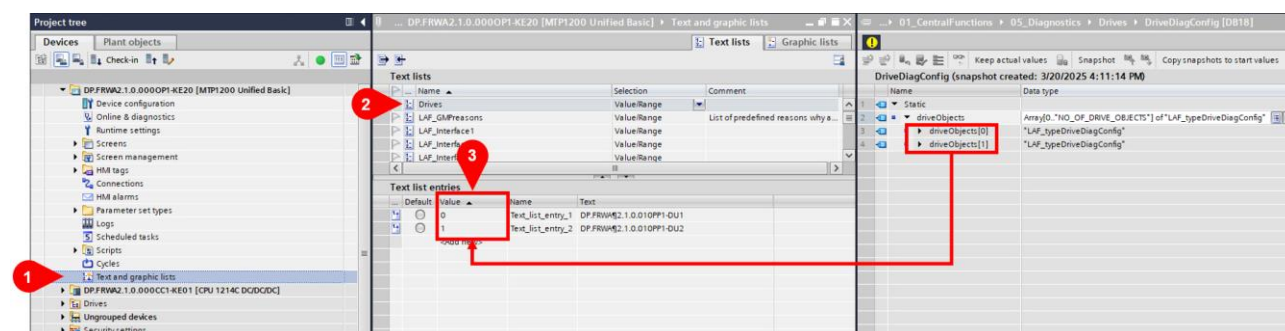 Project tree
Devices Plant objects
Check-in
DP.FRWA2.1.0.000OP1-KE20 [MTP1200 Unified Basic]
Device configuration
Online & diagnostics
Runtime settings
Screens
Screen management
HMI tags
Connections
HMI alarms
Parameter set types
Logs
Scheduled tasks
Scripts
Cycles
1
Text and graphic lists
DP.FRWA2.1.0.000CC1-KE01 [CPU 1214C DC/DC/DC]
Drives
Ungrouped devices
Security settings
... DP.FRWA2.1.0.000OP1-KE20 [MTP1200 Unified Basic] ▸ Text and graphic lists
Text lists Graphic lists
Text lists
... Name Selection Comment
2
Drives Value/Range
LAF_GMPreasons Value/Range List of predefined reasons why a...
LAF_Interface1 Value/Range
Value/Range
Value/Range
3
Text list entries
... Default Value Name Text
0 Text_list_entry_1 DP.FRWA¶2.1.0.010PP1-DU1
1 Text_list_entry_2 DP.FRWA¶2.1.0.010PP1-DU2
<Add new>
...▸ 01_CentralFunctions ▸ 05_Diagnostics ▸ Drives ▸ DriveDiagConfig [DB18]
Keep actual values Snapshot Copy snapshots to start values
DriveDiagConfig (snapshot created: 3/20/2025 4:11:14 PM)
Name Data type
1 Static
2 driveObjects Array[0.."NO_OF_DRIVE_OBJECTS"] of "LAF_typeDriveDiagConfig"
3 driveObjects[0] "LAF_typeDriveDiagConfig"
4 driveObjects[1] "LAF_typeDriveDiagConfig"